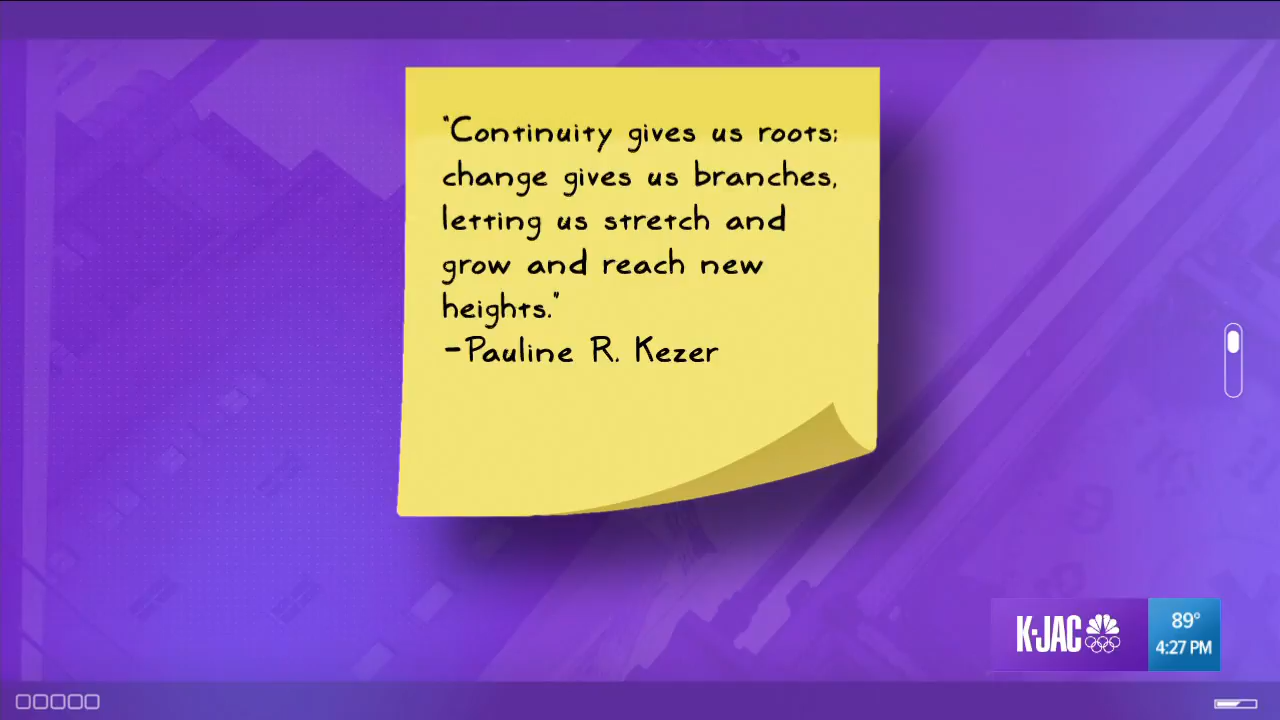 "Continuity gives us roots;
change gives us branches,
letting us stretch and
grow and reach new
heights."
-Pauline R. Kezer
K·JAC
89°
4:27 PM